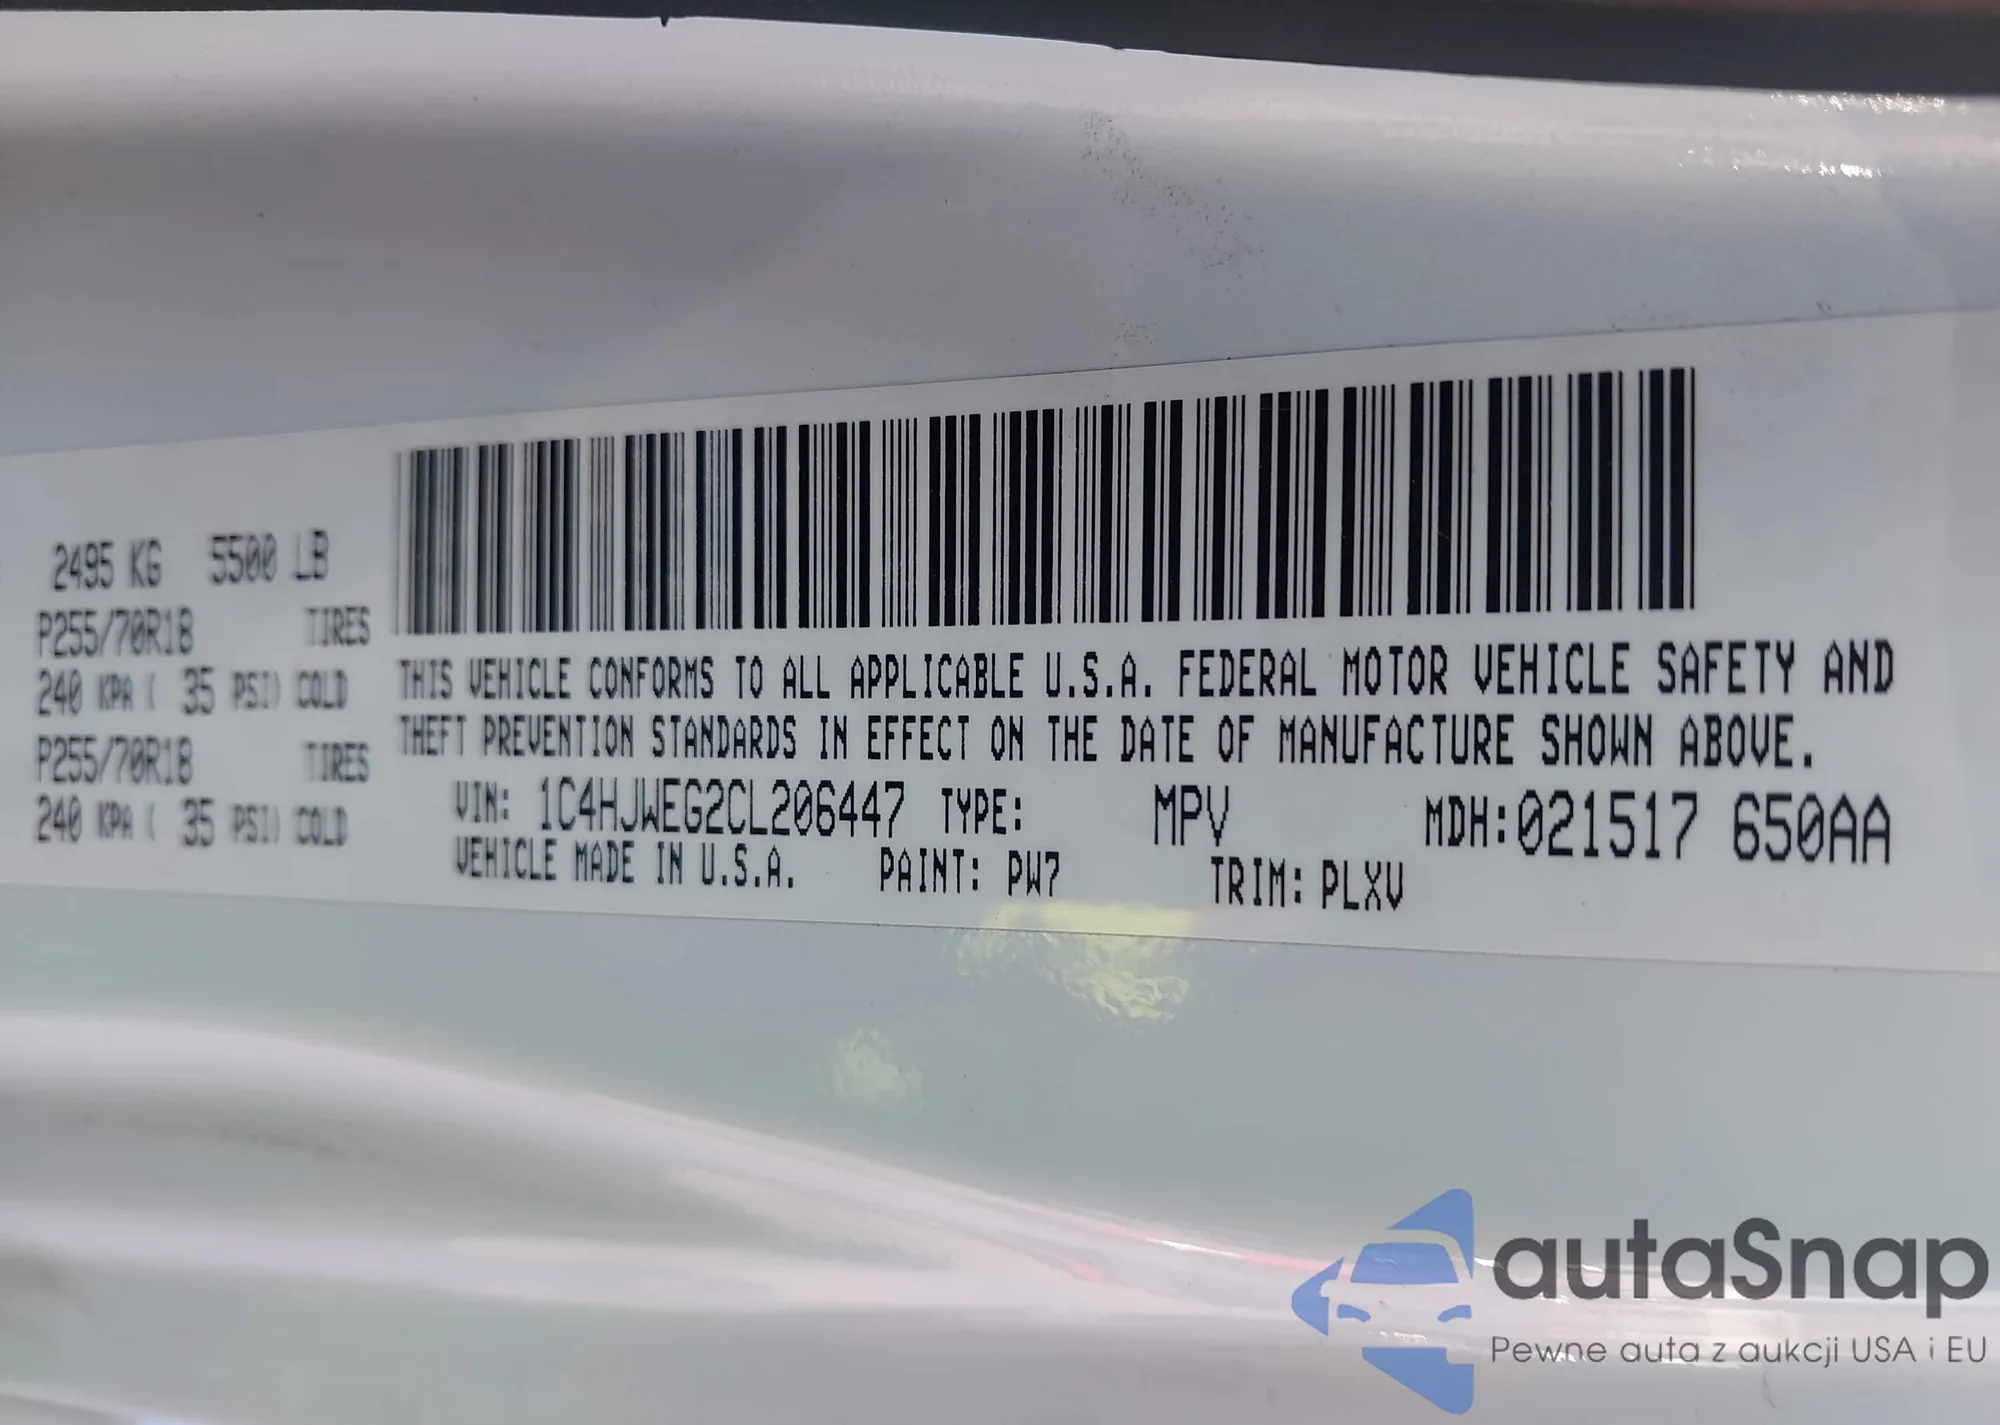 2495 KG 5500 LB
P255/70R18 TIRES
240 KPA ( 35 PSI) COLD
P255/70R18 TIRES
240 KPA ( 35 PSI) COLD
THIS VEHICLE CONFORMS TO ALL APPLICABLE U.S.A. FEDERAL MOTOR VEHICLE SAFETY AND
THEFT PREVENTION STANDARDS IN EFFECT ON THE DATE OF MANUFACTURE SHOWN ABOVE.
VIN: 1C4HJWEG2CL206447 TYPE: MPV MDH:021517 650AA
VEHICLE MADE IN U.S.A. PAINT: PW7 TRIM: PLXV
autaSnap
Pewne auta z aukcji USA i EU